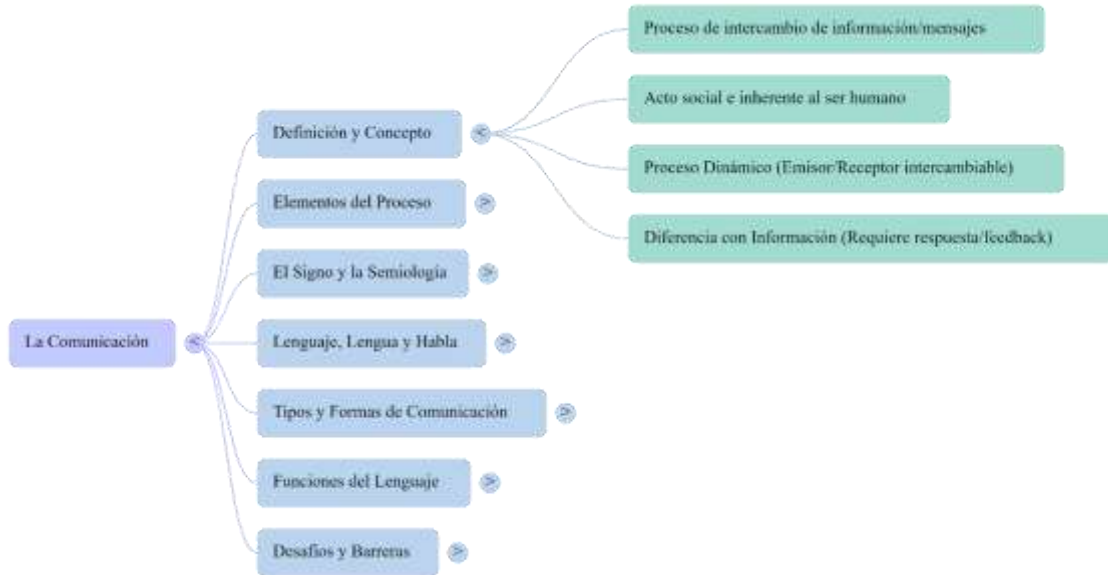 La Comunicación
Definición y Concepto
Proceso de intercambio de información/mensajes
Acto social e inherente al ser humano
Proceso Dinámico (Emisor/Receptor intercambiable)
Diferencia con Información (Requiere respuesta/feedback)
Elementos del Proceso
El Signo y la Semiología
Lenguaje, Lengua y Habla
Tipos y Formas de Comunicación
Funciones del Lenguaje
Desafíos y Barreras